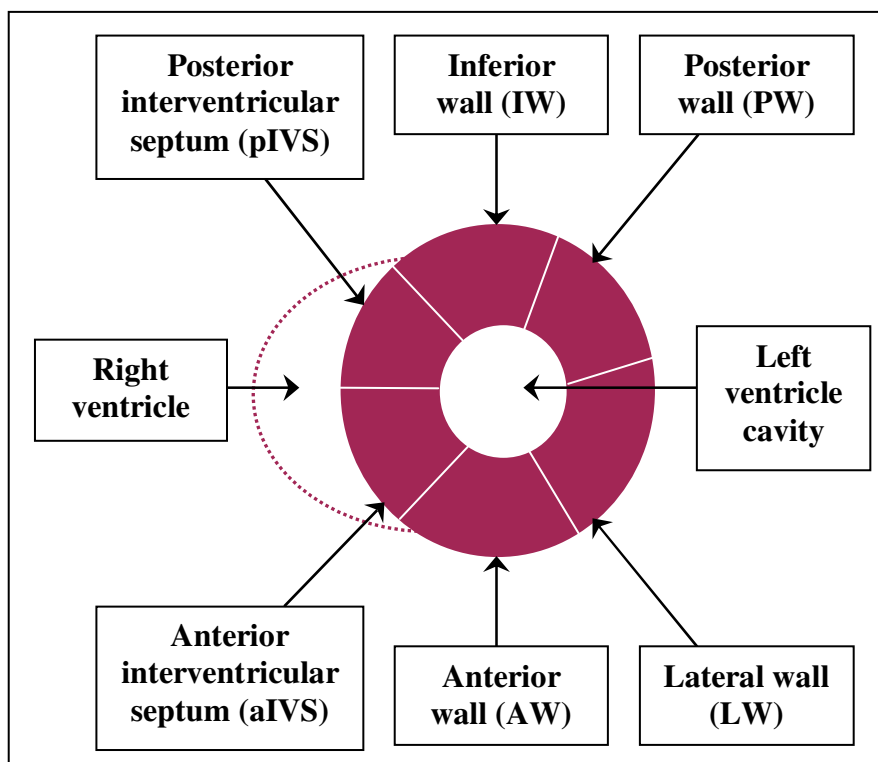 Posterior
interventricular
septum (pIVS)
Inferior
wall (IW)
Posterior
wall (PW)
Right
ventricle
Left
ventricle
cavity
Anterior
interventricular
septum (aIVS)
Anterior
wall (AW)
Lateral wall
(LW)